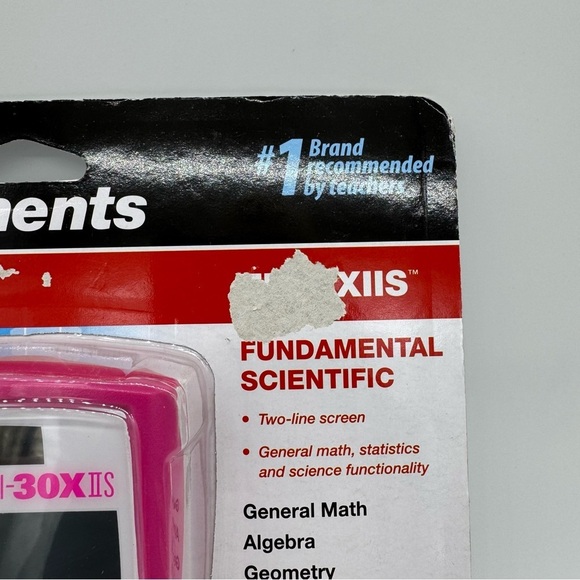 #1 Brand
recommended
by teachers
ments
XIIS™
FUNDAMENTAL
SCIENTIFIC
• Two-line screen
• General math, statistics
and science functionality
-30XIIS
General Math
Algebra
Geometry